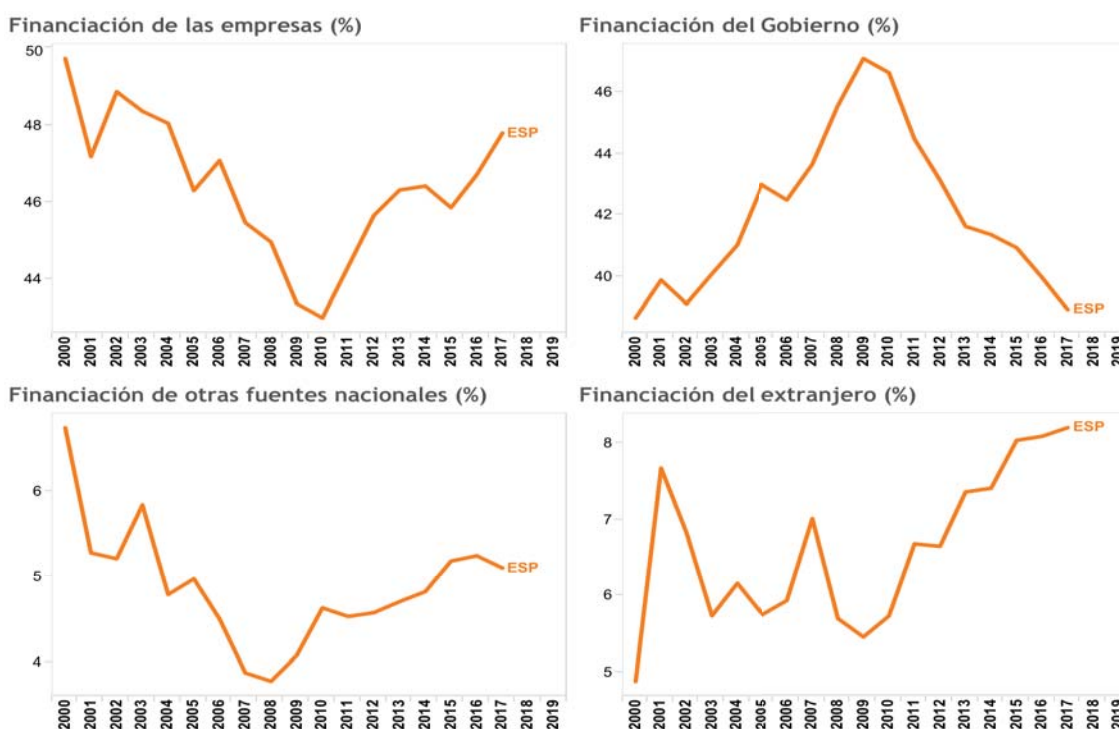 Financiación de las empresas (%)
50
48
46
44
ESP
2000 2001 2002 2003 2004 2005 2006 2007 2008 2009 2010 2011 2012 2013 2014 2015 2016 2017 2018 2019
Financiación del Gobierno (%)
46
44
42
40
ESP
2000 2001 2002 2003 2004 2005 2006 2007 2008 2009 2010 2011 2012 2013 2014 2015 2016 2017 2018 2019
Financiación de otras fuentes nacionales (%)
6
5
4
ESP
2000 2001 2002 2003 2004 2005 2006 2007 2008 2009 2010 2011 2012 2013 2014 2015 2016 2017 2018 2019
Financiación del extranjero (%)
8
7
6
5
ESP
2000 2001 2002 2003 2004 2005 2006 2007 2008 2009 2010 2011 2012 2013 2014 2015 2016 2017 2018 2019